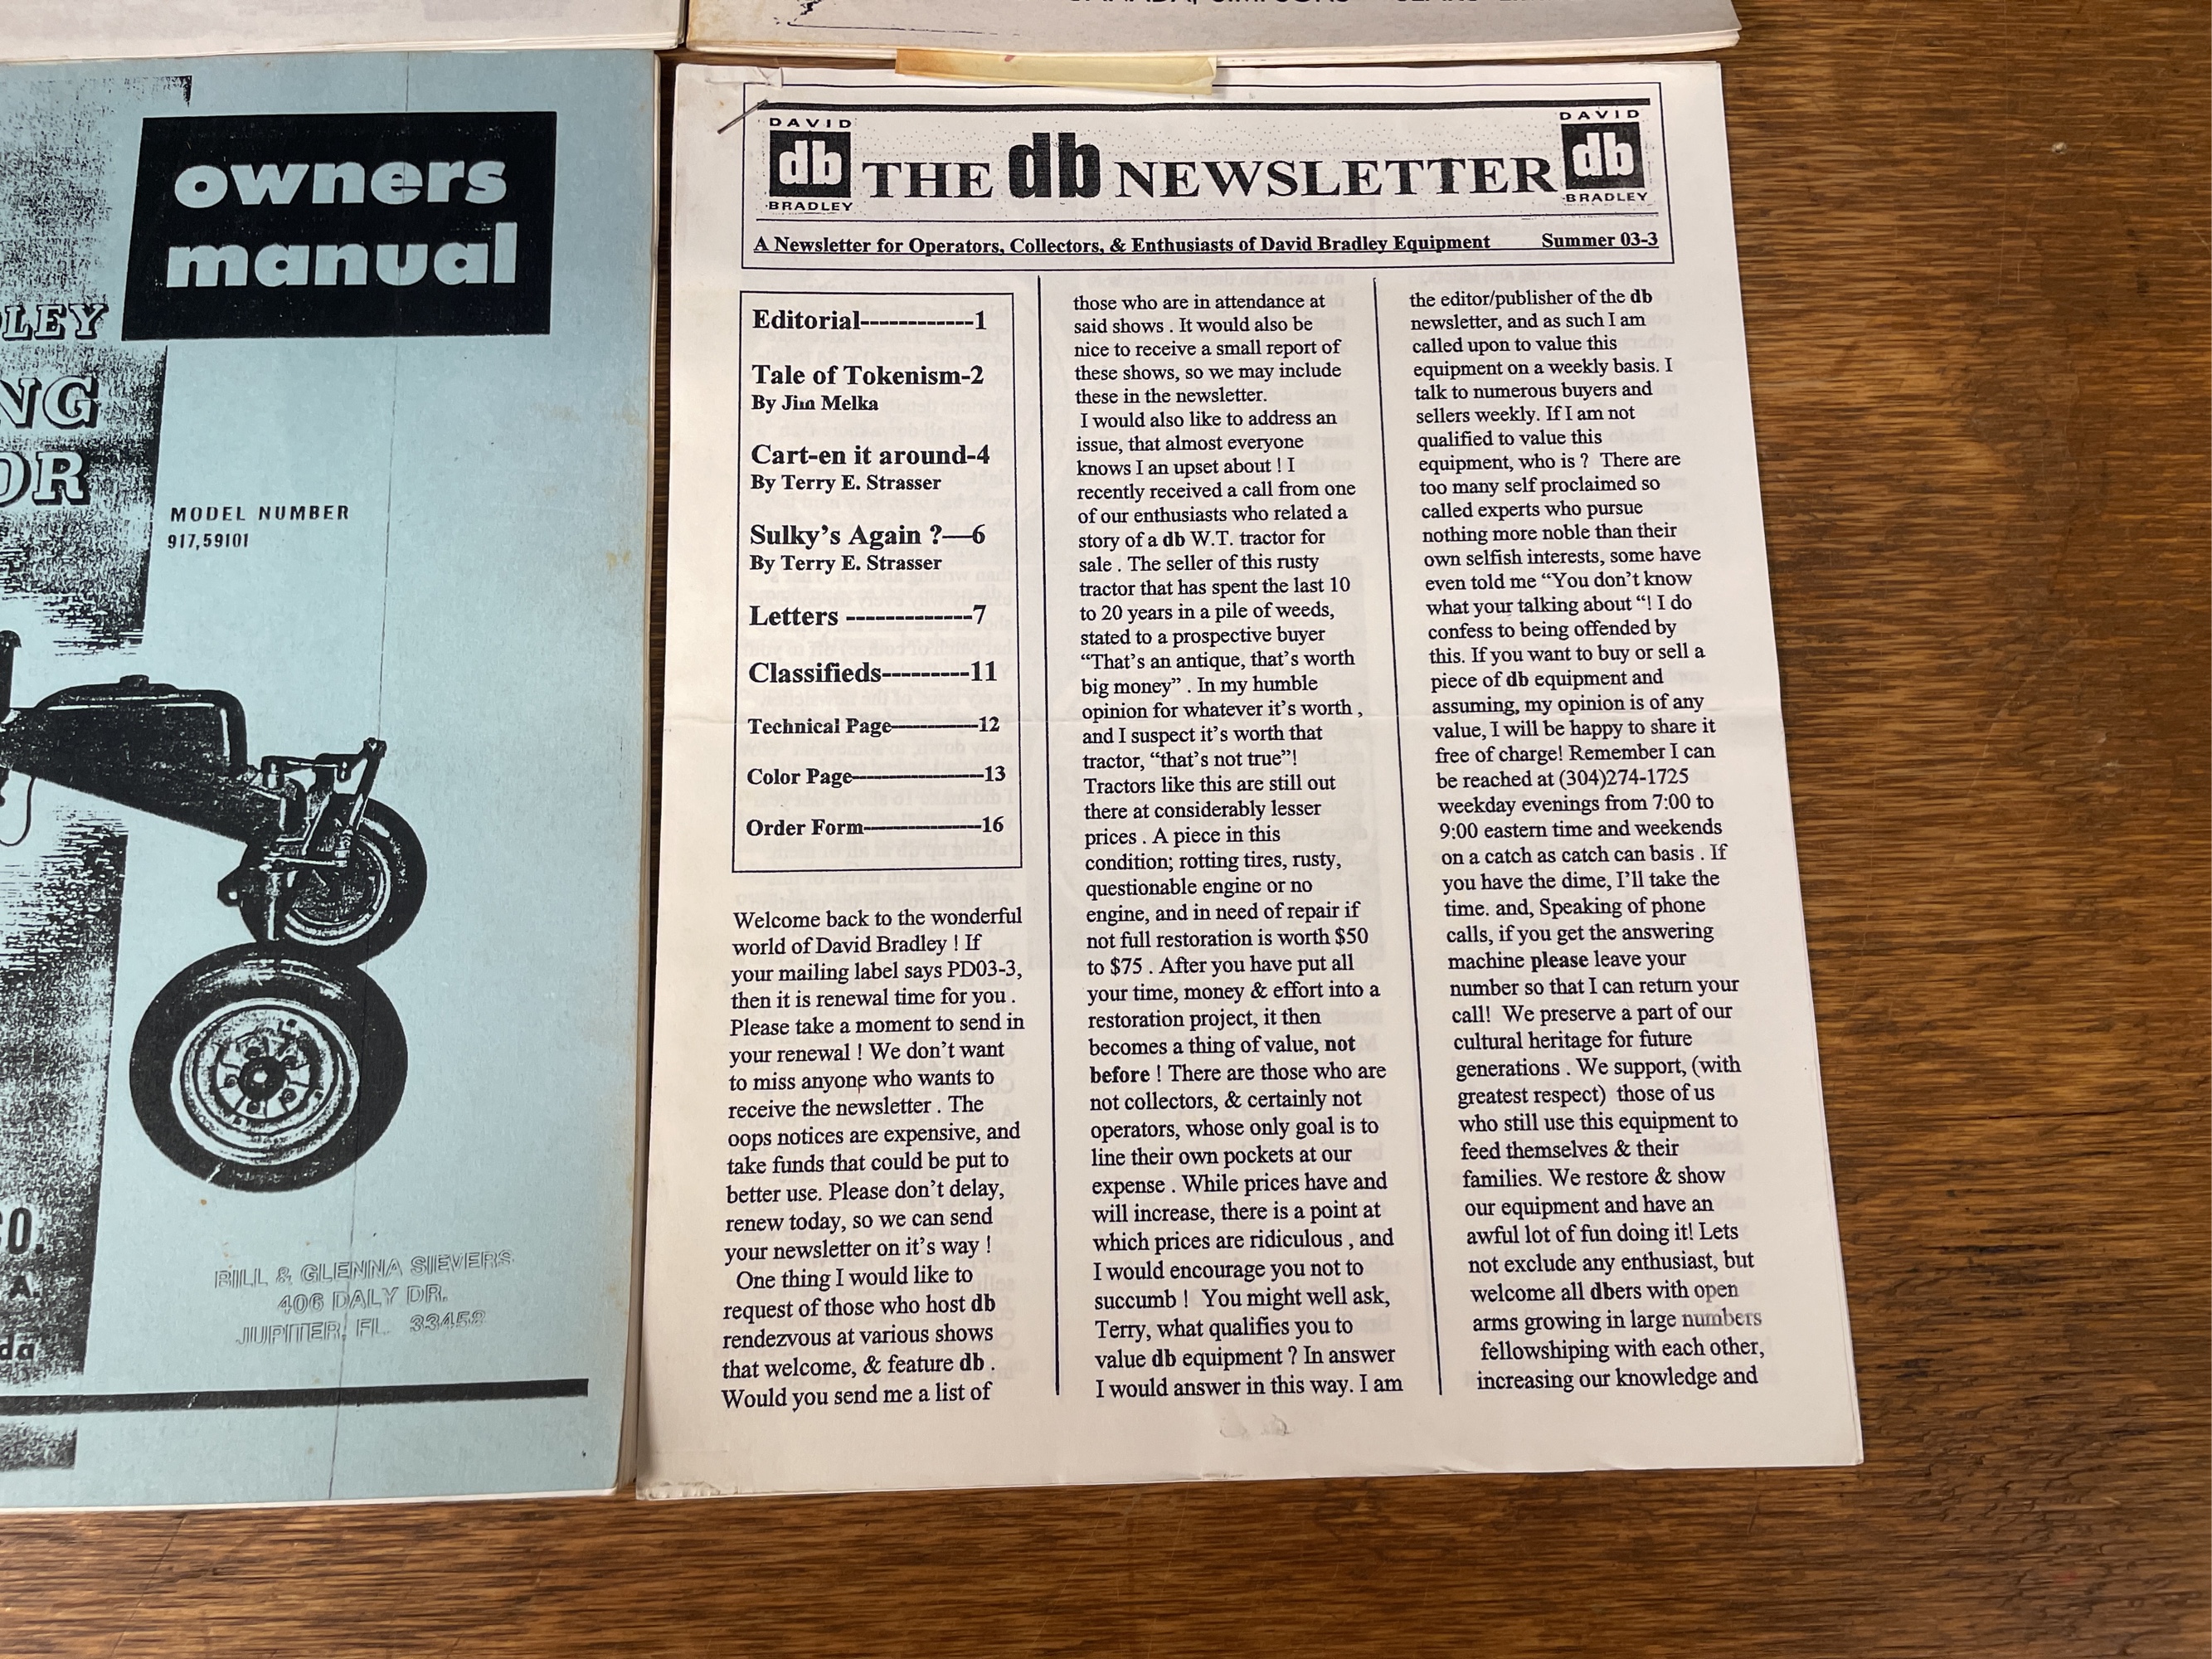 owners
manual
LEY
NG
OR
MODEL NUMBER
917,59101
CO.
A.
da
BILL & GLENNA SIEVERS
406 DALY DR.
JUPITER, FL 33458
DAVID
db
BRADLEY
THE db NEWSLETTER
DAVID
db
BRADLEY
A Newsletter for Operators, Collectors, & Enthusiasts of David Bradley Equipment Summer 03-3
Editorial------------1
Tale of Tokenism-2
By Jim Melka
Cart-en it around-4
By Terry E. Strasser
Sulky's Again ?—6
By Terry E. Strasser
Letters -------------7
Classifieds---------11
Technical Page-----------12
Color Page-----------------13
Order Form---------------16
Welcome back to the wonderful
world of David Bradley ! If
your mailing label says PD03-3,
then it is renewal time for you .
Please take a moment to send in
your renewal ! We don't want
to miss anyone who wants to
receive the newsletter . The
oops notices are expensive, and
take funds that could be put to
better use. Please don't delay,
renew today, so we can send
your newsletter on it's way !
One thing I would like to
request of those who host db
rendezvous at various shows
that welcome, & feature db .
Would you send me a list of
those who are in attendance at
said shows . It would also be
nice to receive a small report of
these shows, so we may include
these in the newsletter.
I would also like to address an
issue, that almost everyone
knows I an upset about ! I
recently received a call from one
of our enthusiasts who related a
story of a db W.T. tractor for
sale . The seller of this rusty
tractor that has spent the last 10
to 20 years in a pile of weeds,
stated to a prospective buyer
“That's an antique, that's worth
big money” . In my humble
opinion for whatever it's worth ,
and I suspect it's worth that
tractor, “that's not true”!
Tractors like this are still out
there at considerably lesser
prices . A piece in this
condition; rotting tires, rusty,
questionable engine or no
engine, and in need of repair if
not full restoration is worth $50
to $75 . After you have put all
your time, money & effort into a
restoration project, it then
becomes a thing of value, not
before ! There are those who are
not collectors, & certainly not
operators, whose only goal is to
line their own pockets at our
expense . While prices have and
will increase, there is a point at
which prices are ridiculous , and
I would encourage you not to
succumb ! You might well ask,
Terry, what qualifies you to
value db equipment ? In answer
I would answer in this way. I am
the editor/publisher of the db
newsletter, and as such I am
called upon to value this
equipment on a weekly basis. I
talk to numerous buyers and
sellers weekly. If I am not
qualified to value this
equipment, who is ? There are
too many self proclaimed so
called experts who pursue
nothing more noble than their
own selfish interests, some have
even told me “You don't know
what your talking about “! I do
confess to being offended by
this. If you want to buy or sell a
piece of db equipment and
assuming, my opinion is of any
value, I will be happy to share it
free of charge! Remember I can
be reached at (304)274-1725
weekday evenings from 7:00 to
9:00 eastern time and weekends
on a catch as catch can basis . If
you have the dime, I'll take the
time. and, Speaking of phone
calls, if you get the answering
machine please leave your
number so that I can return your
call! We preserve a part of our
cultural heritage for future
generations . We support, (with
greatest respect) those of us
who still use this equipment to
feed themselves & their
families. We restore & show
our equipment and have an
awful lot of fun doing it! Lets
not exclude any enthusiast, but
welcome all dbers with open
arms growing in large numbers
fellowshiping with each other,
increasing our knowledge and